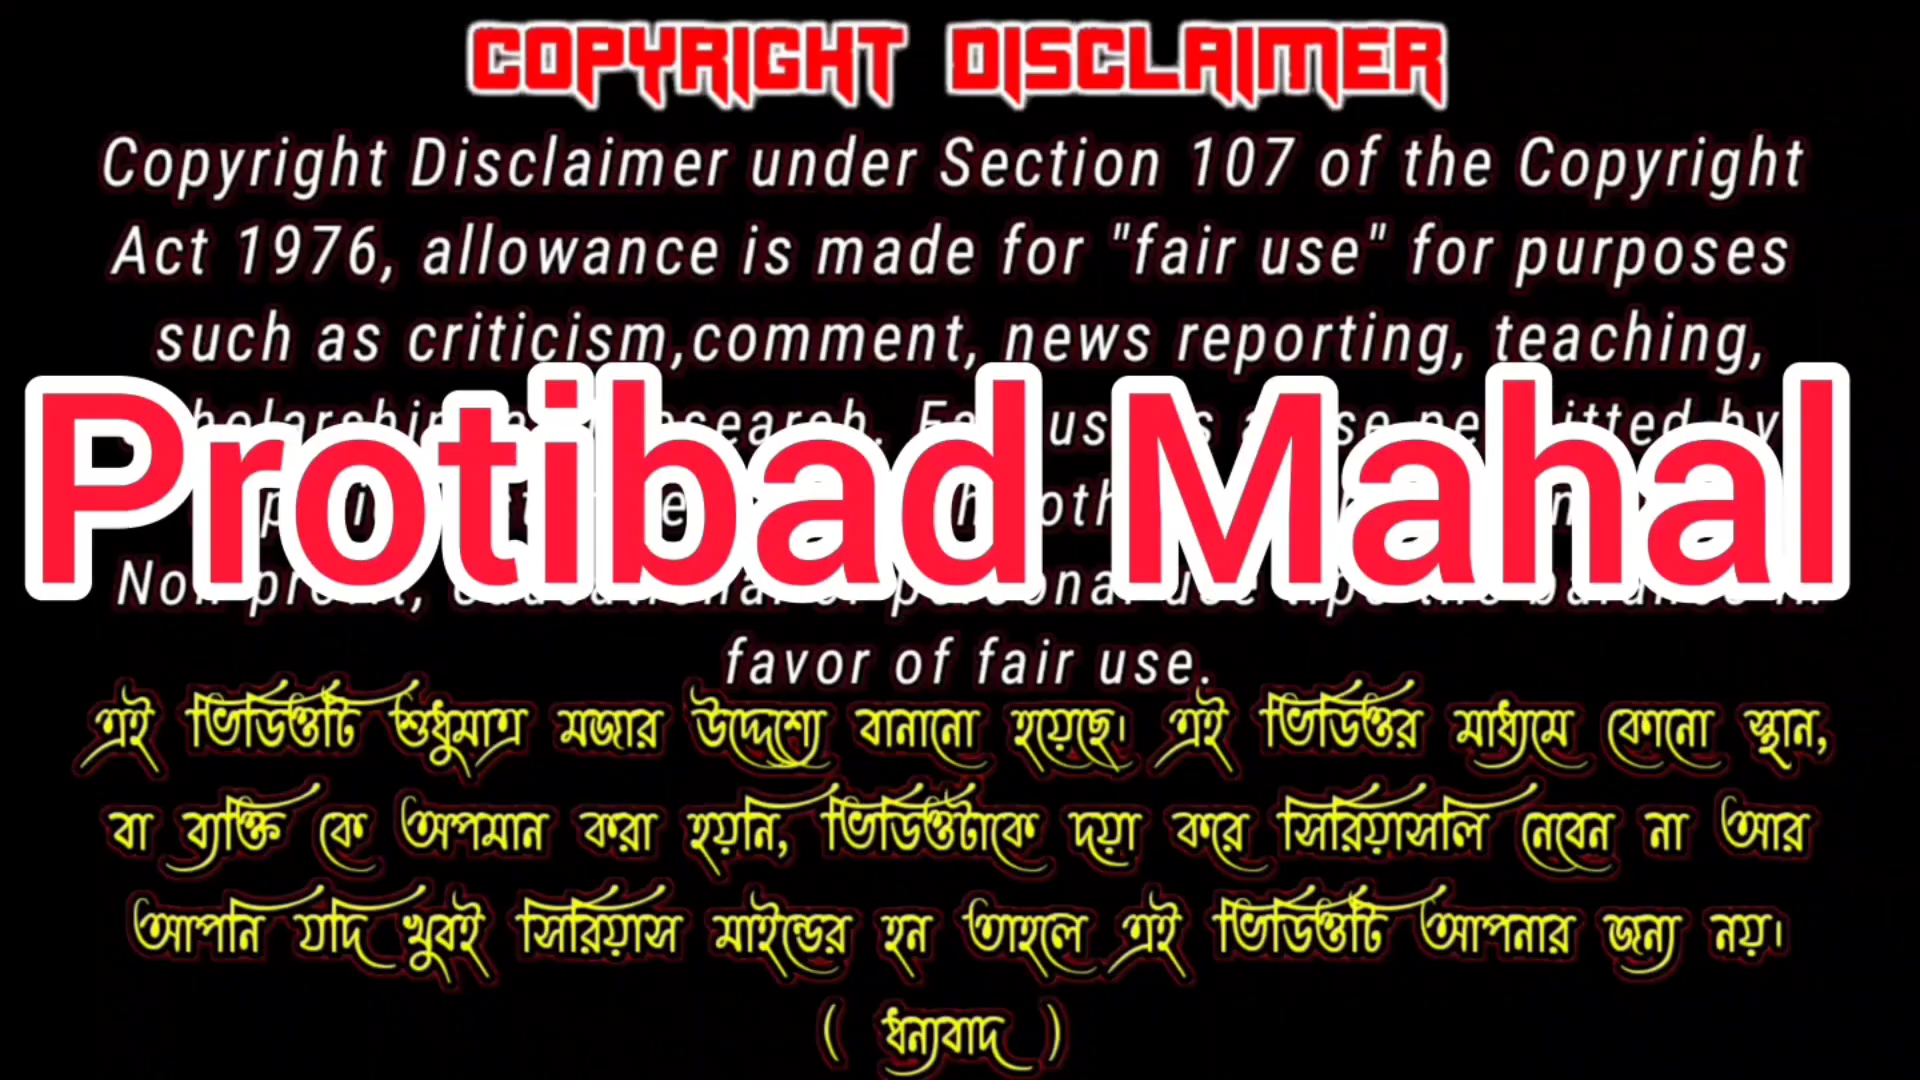 COPYRIGHT DISCLAIMER
Copyright Disclaimer under Section 107 of the Copyright
Act 1976, allowance is made for "fair use" for purposes
such as criticism,comment, news reporting, teaching,
Protibad Mahal
favor of fair use.
এই ভিডিওটি শুধুমাত্র মজার উদ্দেশ্যে বানানো হয়েছে। এই ভিডিওর মাধ্যমে কোনো স্থান,
বা ব্যক্তি কে অপমান করা হয়নি, ভিডিওটাকে দয়া করে সিরিয়াসলি নেবেন না আর
আপনি যদি খুবই সিরিয়াস মাইন্ডের হন তাহলে এই ভিডিওটি আপনার জন্য নয়।
( ধন্যবাদ )